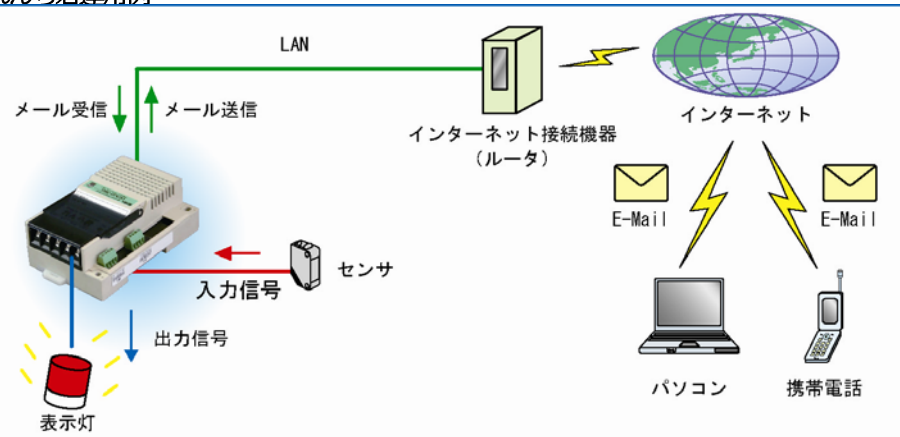 LAN
メール受信
メール送信
インターネット接続機器
(ルータ)
インターネット
E-Mail
E-Mail
センサ
入力信号
出力信号
表示灯
パソコン
携帯電話